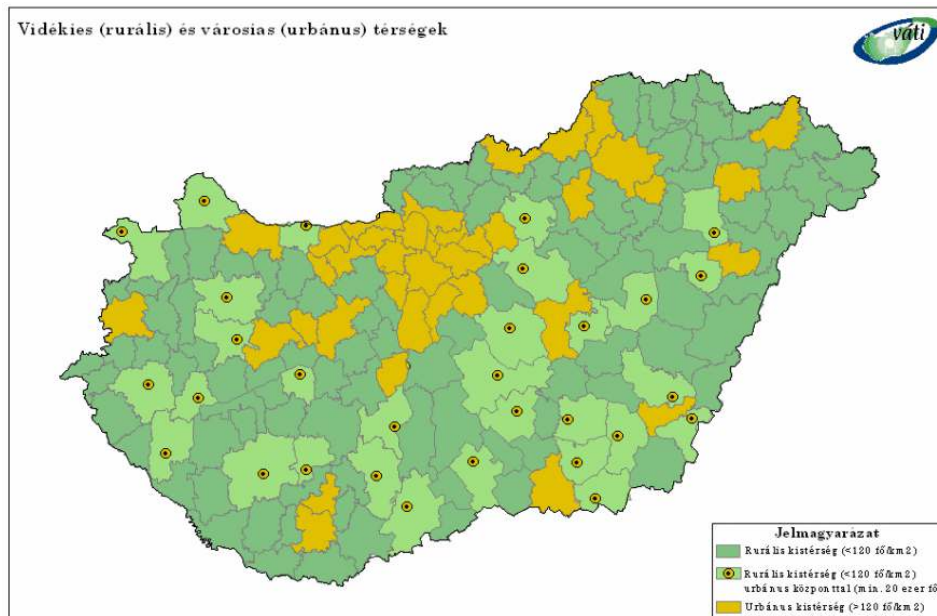 Vidékies (rurális) és városias (urbánus) térségek
váti
Jelmagyarázat
Rurális kistérség (<120 fő/km2)
Rurális kistérség (<120 fő/km2)
urbánus központtal (min. 20 ezer fő
Urbánus kistérség (>120 fő/km2)